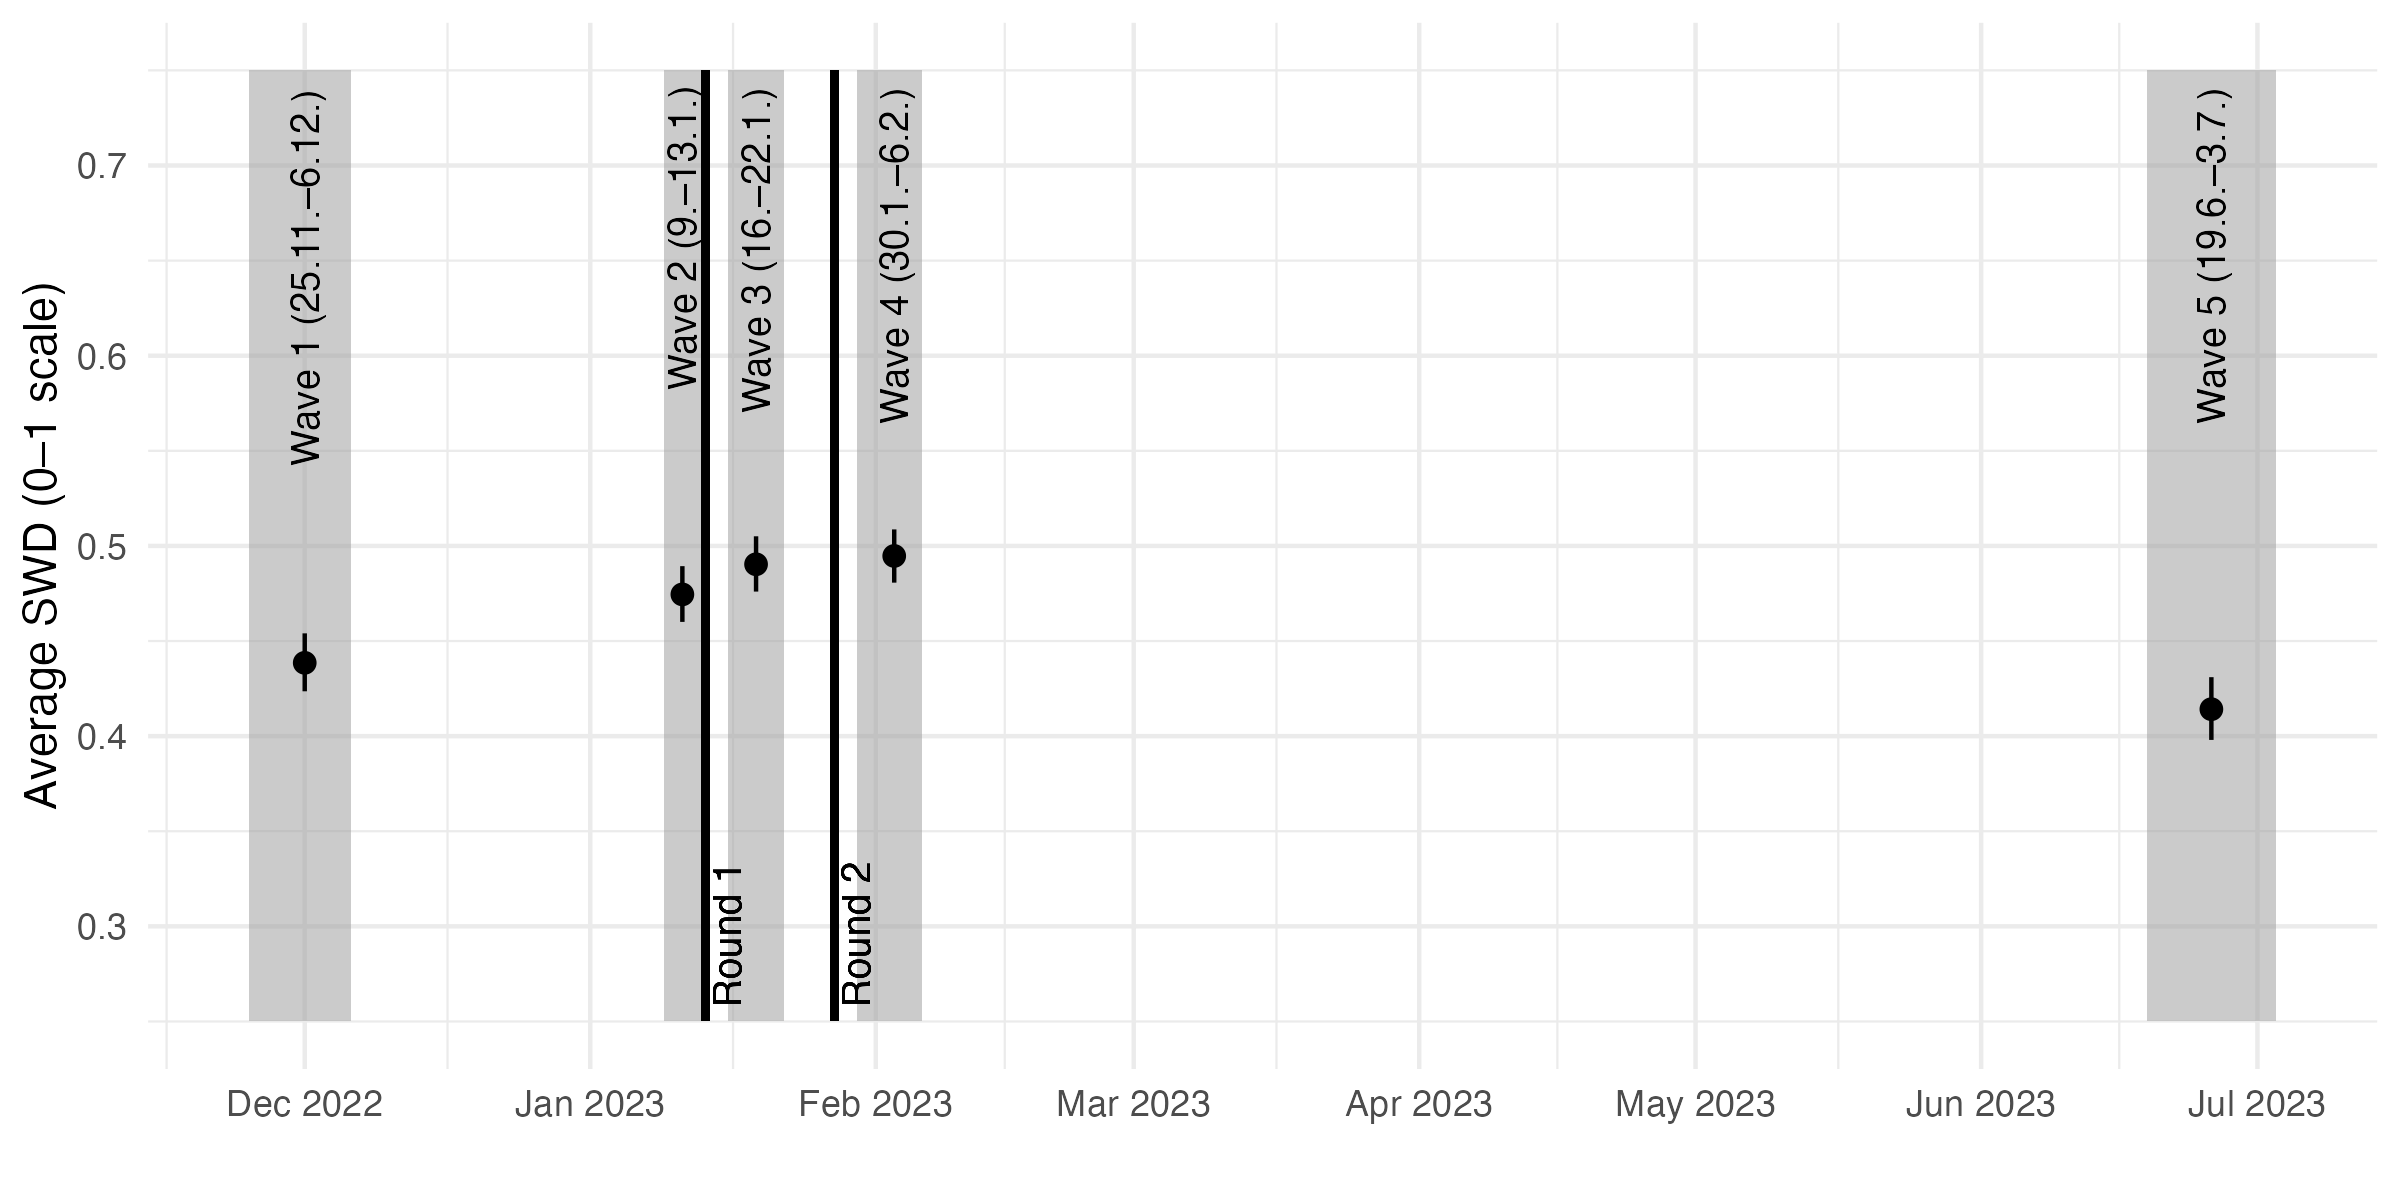 Average SWD (0–1 scale)
0.7
0.6
0.5
0.4
0.3
Wave 1 (25.11.–6.12.)
Wave 2 (9.–13.1.)
Wave 3 (16.–22.1.)
Wave 4 (30.1.–6.2.)
Wave 5 (19.6.–3.7.)
Round 1
Round 2
Dec 2022
Jan 2023
Feb 2023
Mar 2023
Apr 2023
May 2023
Jun 2023
Jul 2023